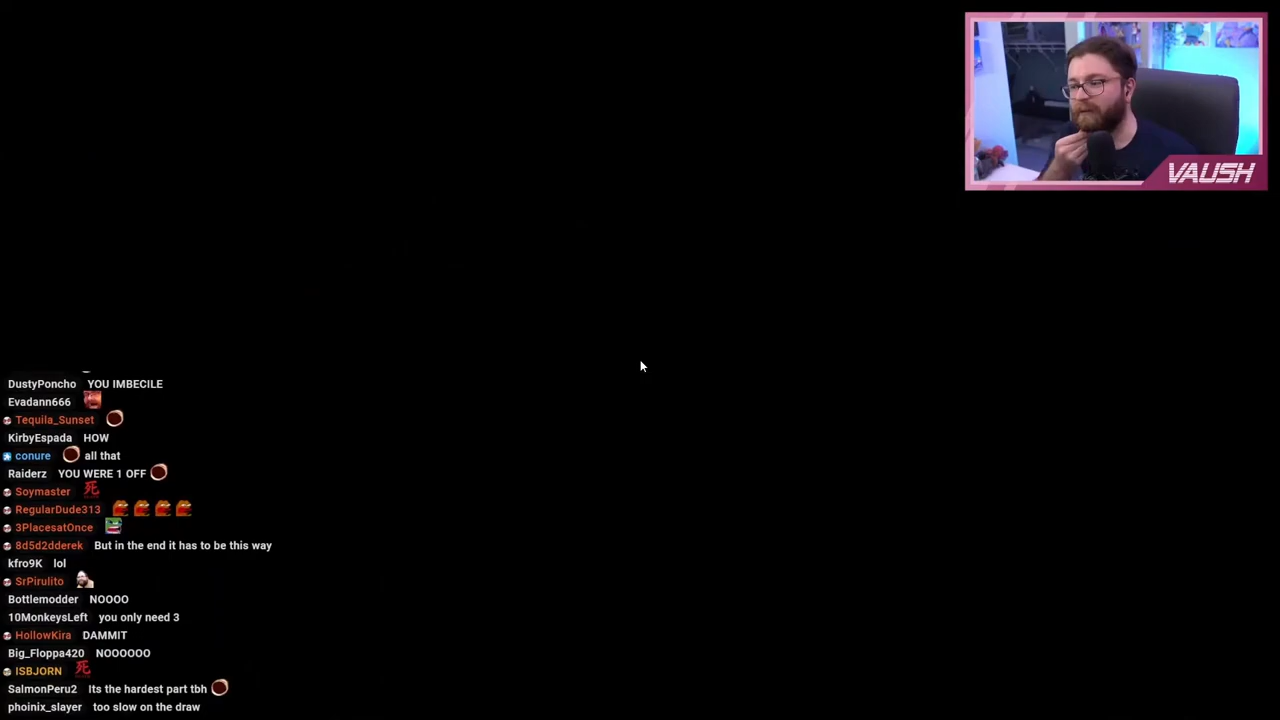 VAUSH
DustyPoncho YOU IMBECILE
Evadann666
Tequila_Sunset
KirbyEspada HOW
conure all that
Raiderz YOU WERE 1 OFF
Soymaster 死
RegularDude313
3PlacesatOnce
8d5d2dderek But in the end it has to be this way
kfro9K lol
SrPirulito
Bottlemodder NOOOO
10MonkeysLeft you only need 3
HollowKira DAMMIT
Big_Floppa420 NOOOOOO
ISBJORN 死
SalmonPeru2 Its the hardest part tbh
phoinix_slayer too slow on the draw